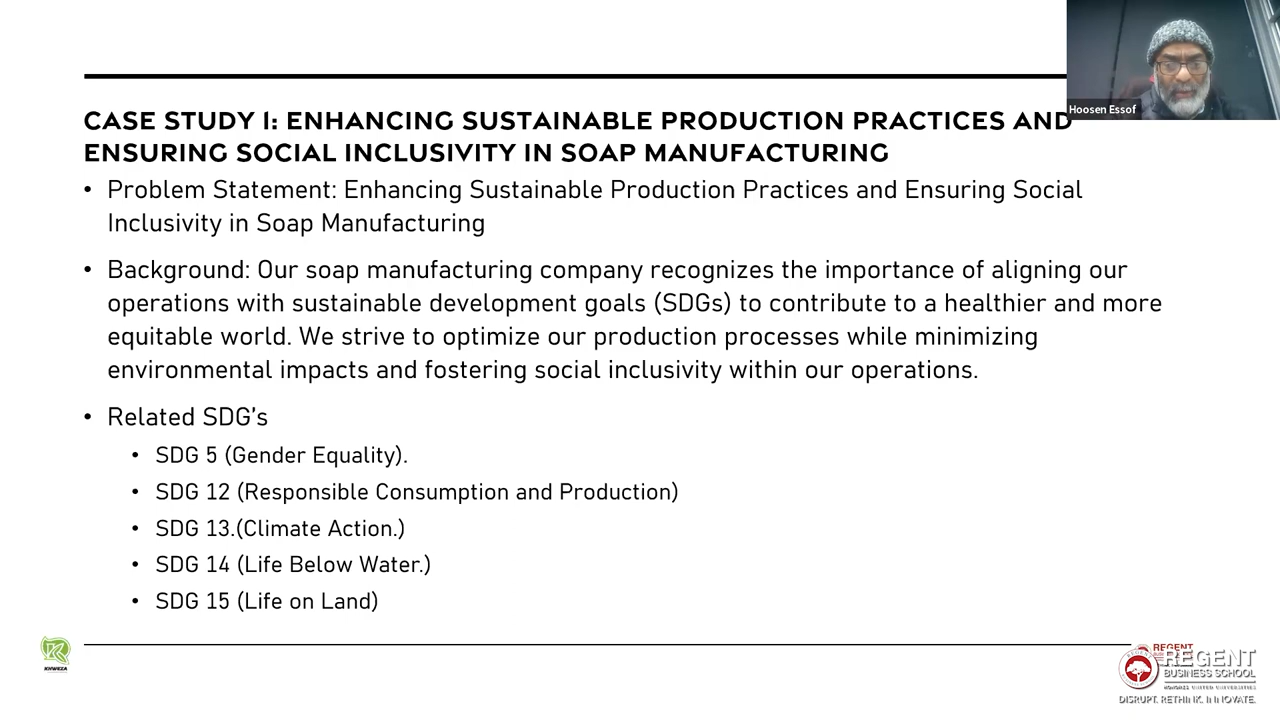 Hoosen Essof
CASE STUDY 1: ENHANCING SUSTAINABLE PRODUCTION PRACTICES AND
ENSURING SOCIAL INCLUSIVITY IN SOAP MANUFACTURING
• Problem Statement: Enhancing Sustainable Production Practices and Ensuring Social
Inclusivity in Soap Manufacturing
• Background: Our soap manufacturing company recognizes the importance of aligning our
operations with sustainable development goals (SDGs) to contribute to a healthier and more
equitable world. We strive to optimize our production processes while minimizing
environmental impacts and fostering social inclusivity within our operations.
• Related SDG's
• SDG 5 (Gender Equality).
• SDG 12 (Responsible Consumption and Production)
• SDG 13.(Climate Action.)
• SDG 14 (Life Below Water.)
• SDG 15 (Life on Land)
KHWEZA
REGENT
REGENT
BUSINESS SCHOOL
DISRUPT. RETHINK. INNOVATE.